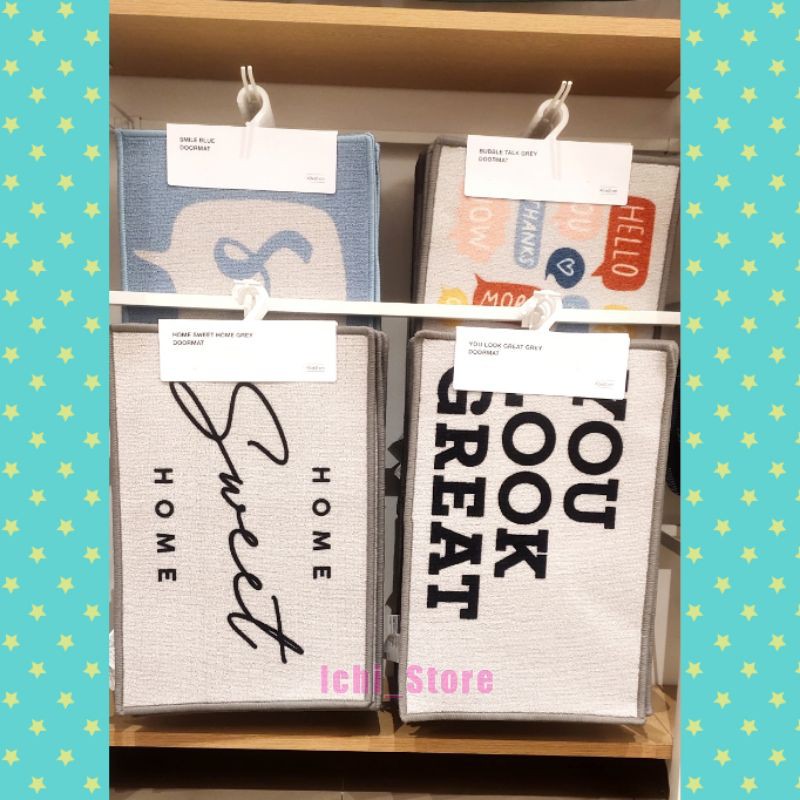 SMILE BLUE
DOORMAT
BUBBLE TALK GREY
DOORMAT
HELLO
YOU
THANKS
HOME SWEET HOME GREY
DOORMAT
YOU LOOK GREAT GREY
DOORMAT
HOME
Sweet
HOME
YOU
LOOK
GREAT
Ichi_Store